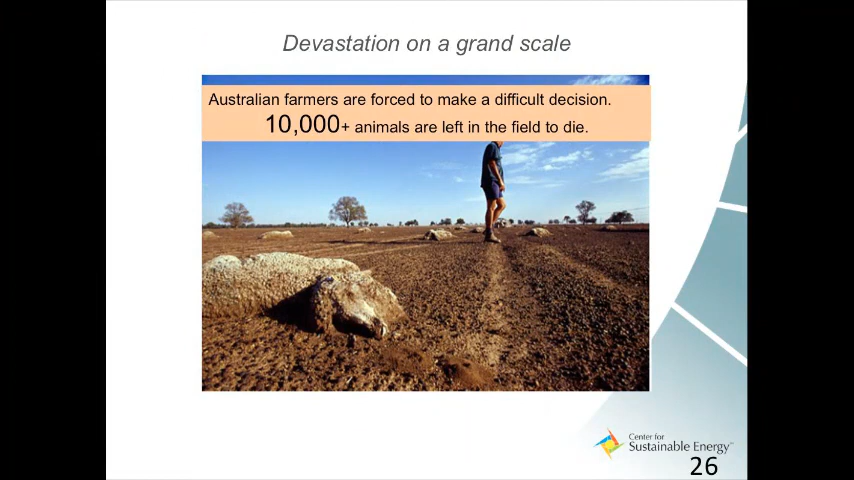 Devastation on a grand scale
Australian farmers are forced to make a difficult decision.
10,000+ animals are left in the field to die.
Center for
Sustainable Energy™
26